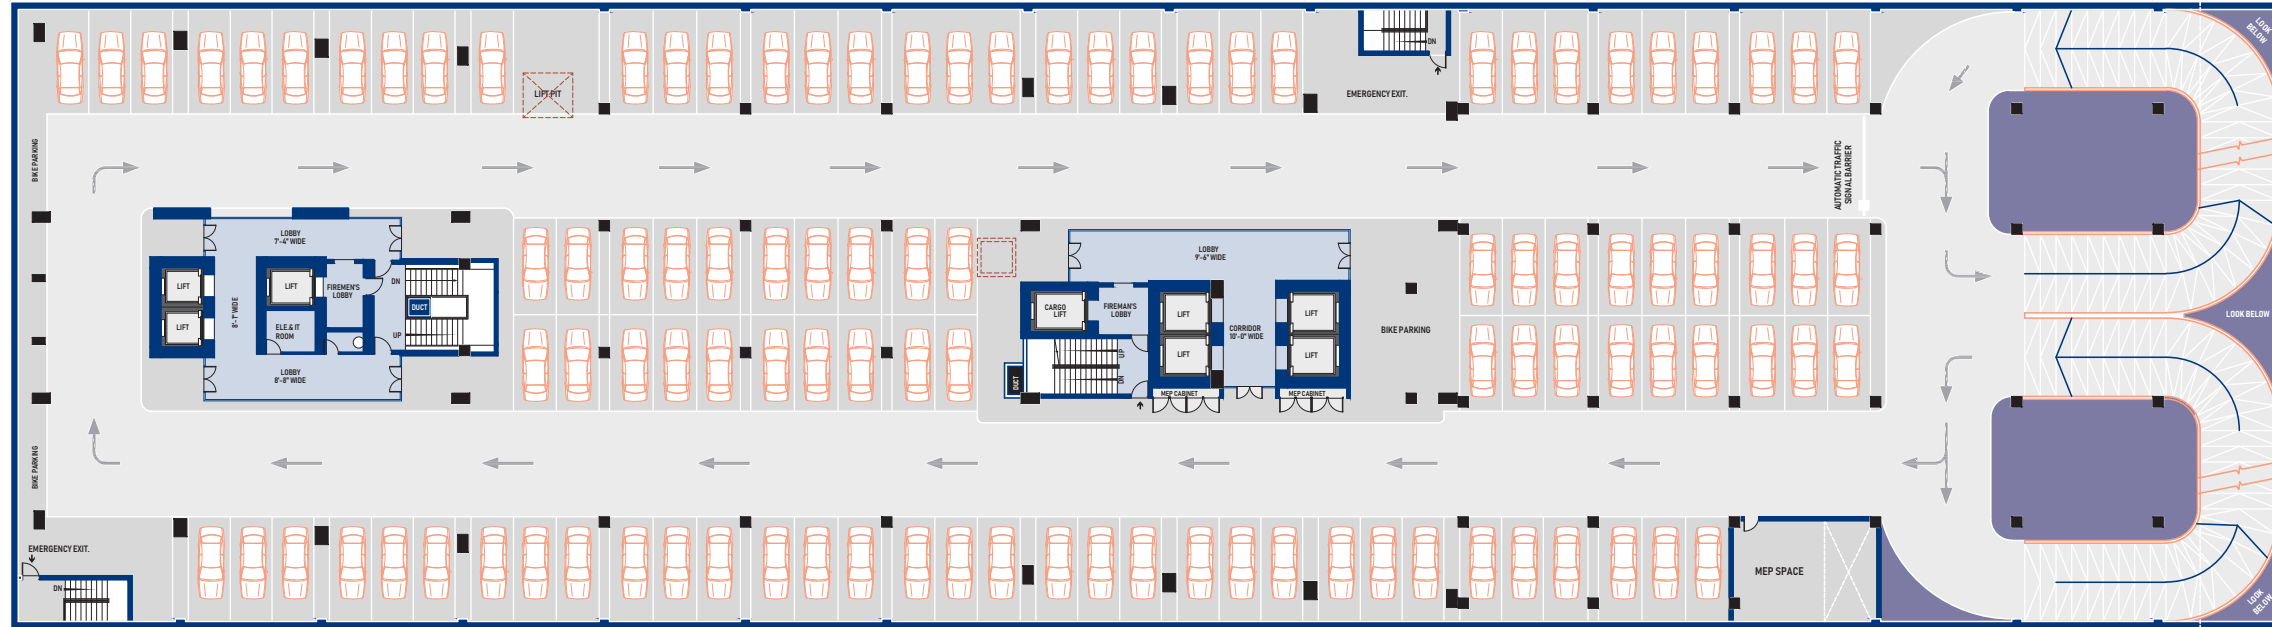 LOOK
BELOW
DN
LIFT PIT
EMERGENCY EXIT.
BIKE PARKING
AUTOMATIC TRAFFIC
SIGNAL BARRIER
LOBBY
7'-4" WIDE
LOBBY
9'-6" WIDE
LIFT
LIFT
FIREMEN'S
LOBBY
DN
DUCT
8'-1" WIDE
LIFT
ELE.& IT
ROOM
UP
LOBBY
8'-8" WIDE
CARGO
LIFT
FIREMAN'S
LOBBY
LIFT
LIFT
CORRIDOR
10'-0" WIDE
LIFT
LIFT
UP
DN
DUCT
MEP CABINET
MEP CABINET
BIKE PARKING
LOOK BELOW
BIKE PARKING
EMERGENCY EXIT.
DN
MEP SPACE
LOOK
BELOW